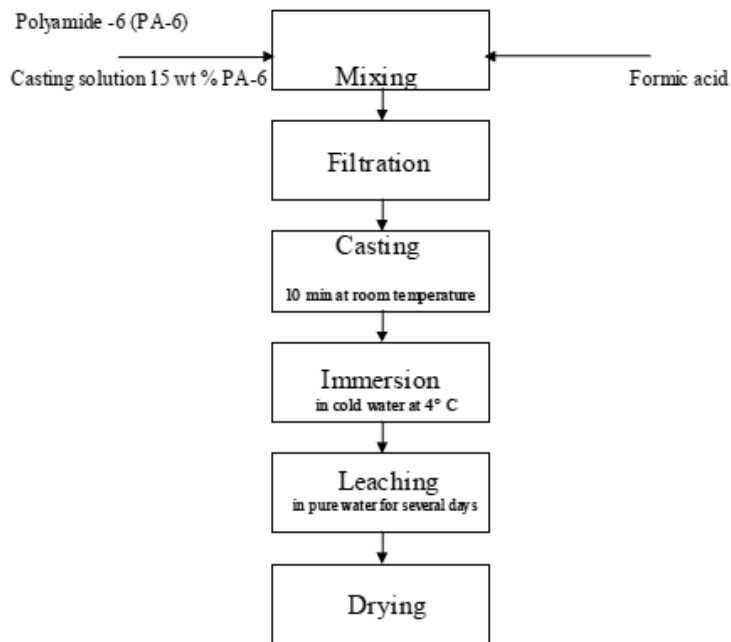 Polyamide -6 (PA-6)
Casting solution 15 wt % PA-6
Mixing
Formic acid
Filtration
Casting
10 min at room temperature
Immersion
in cold water at 4° C
Leaching
in pure water for several days
Drying